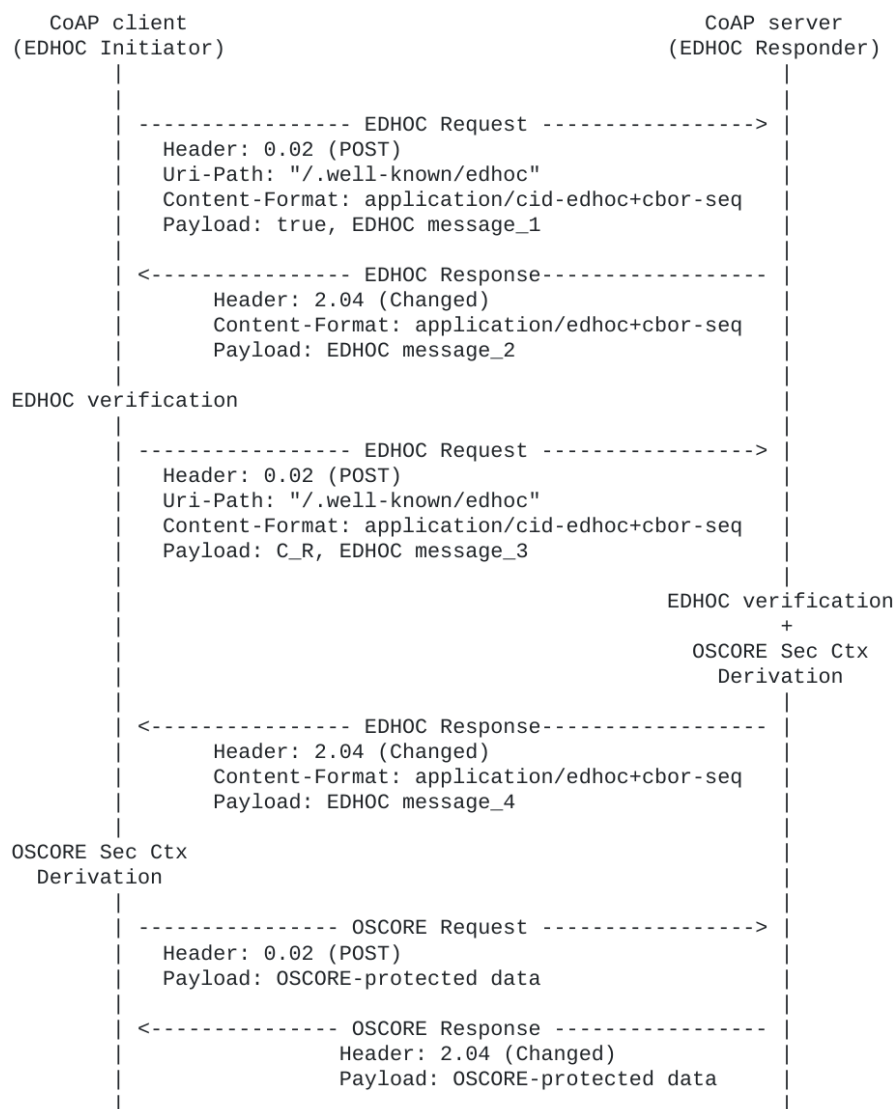 CoAP client CoAP server
(EDHOC Initiator) (EDHOC Responder)
----------------- EDHOC Request ----------------->
Header: 0.02 (POST)
Uri-Path: "/.well-known/edhoc"
Content-Format: application/cid-edhoc+cbor-seq
Payload: true, EDHOC message_1
<---------------- EDHOC Response------------------
Header: 2.04 (Changed)
Content-Format: application/edhoc+cbor-seq
Payload: EDHOC message_2
EDHOC verification
----------------- EDHOC Request ----------------->
Header: 0.02 (POST)
Uri-Path: "/.well-known/edhoc"
Content-Format: application/cid-edhoc+cbor-seq
Payload: C_R, EDHOC message_3
EDHOC verification
+
OSCORE Sec Ctx
Derivation
<---------------- EDHOC Response------------------
Header: 2.04 (Changed)
Content-Format: application/edhoc+cbor-seq
Payload: EDHOC message_4
OSCORE Sec Ctx
Derivation
---------------- OSCORE Request ----------------->
Header: 0.02 (POST)
Payload: OSCORE-protected data
<--------------- OSCORE Response -----------------
Header: 2.04 (Changed)
Payload: OSCORE-protected data